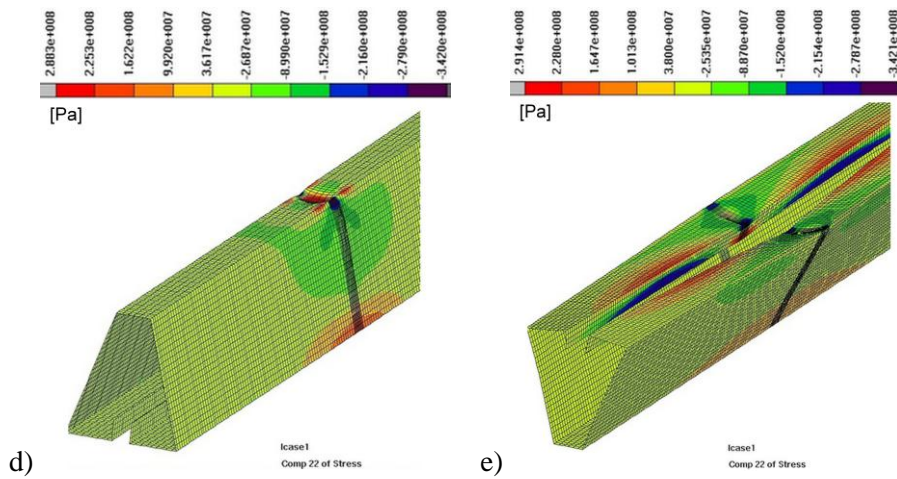 2.883e+008
2.253e+008
1.622e+008
9.920e+007
3.617e+007
-2.687e+007
-8.990e+007
-1.529e+008
-2.160e+008
-2.790e+008
-3.420e+008
[Pa]
lcase1
Comp 22 of Stress
d)
2.914e+008
2.280e+008
1.647e+008
1.013e+008
3.800e+007
-2.535e+007
-8.870e+007
-1.520e+008
-2.154e+008
-2.787e+008
-3.421e+008
[Pa]
lcase1
Comp 22 of Stress
e)